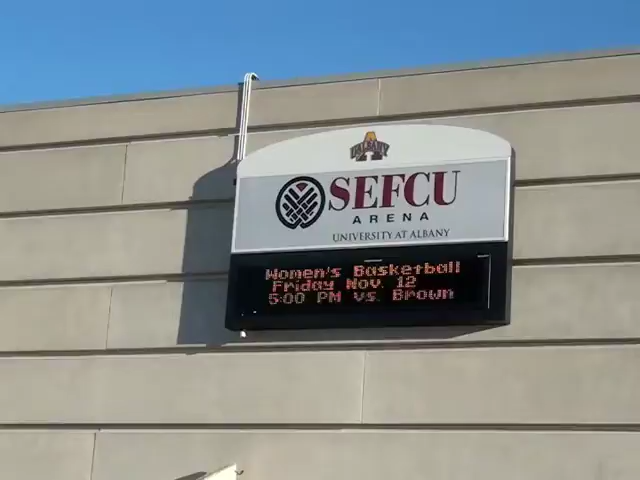 ALBANY
SEFCU
ARENA
UNIVERSITY AT ALBANY
Women's Basketball
Friday Nov. 12
5:00 PM vs. Brown